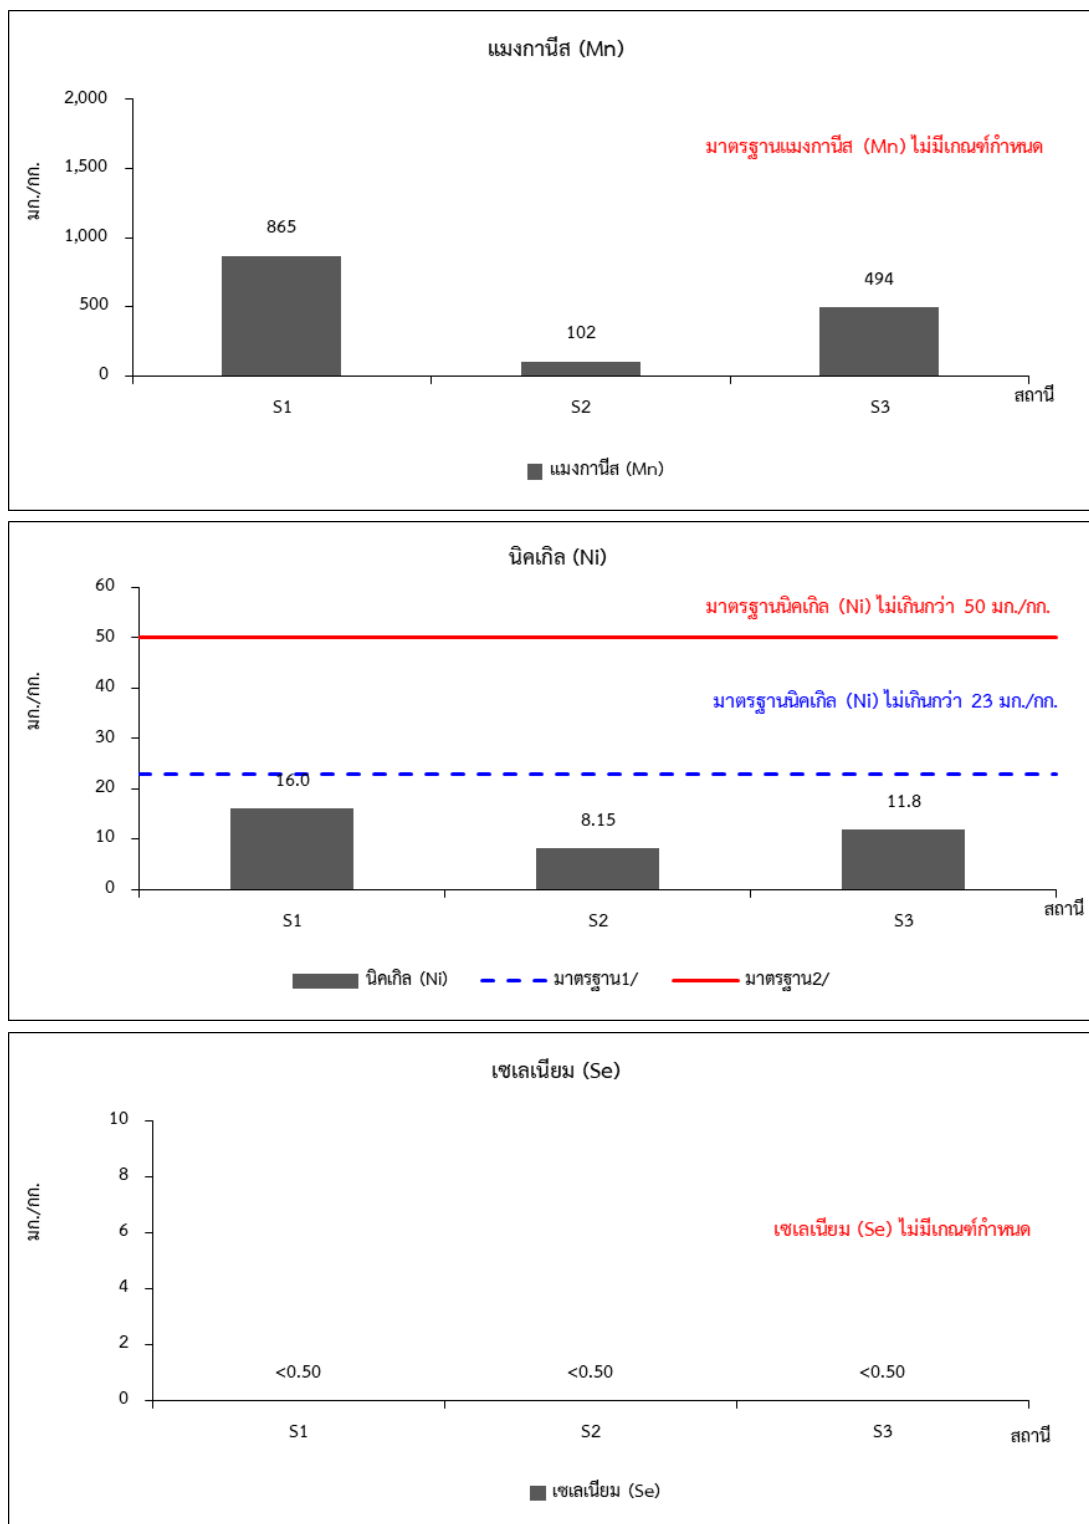 แมงกานีส (Mn)
2,000
มาตรฐานแมงกานีส (Mn) ไม่มีเกณฑ์กำหนด
1,500
มก./กก.
865
1,000
494
500
102
0
สถานี
S1 S2 S3
แมงกานีส (Mn)
นิคเกิล (Ni)
60
มาตรฐานนิคเกิล (Ni) ไม่เกินกว่า 50 มก./กก.
50
40
มก./กก.
มาตรฐานนิคเกิล (Ni) ไม่เกินกว่า 23 มก./กก.
30
16.0
20
11.8
8.15
10
0
สถานี
S1 S2 S3
นิคเกิล (Ni) มาตรฐาน1/ มาตรฐาน2/
เซเลเนียม (Se)
10
8
มก./กก.
6
เซเลเนียม (Se) ไม่มีเกณฑ์กำหนด
4
2
<0.50 <0.50 <0.50
0
S1 S2 S3
สถานี
เซเลเนียม (Se)